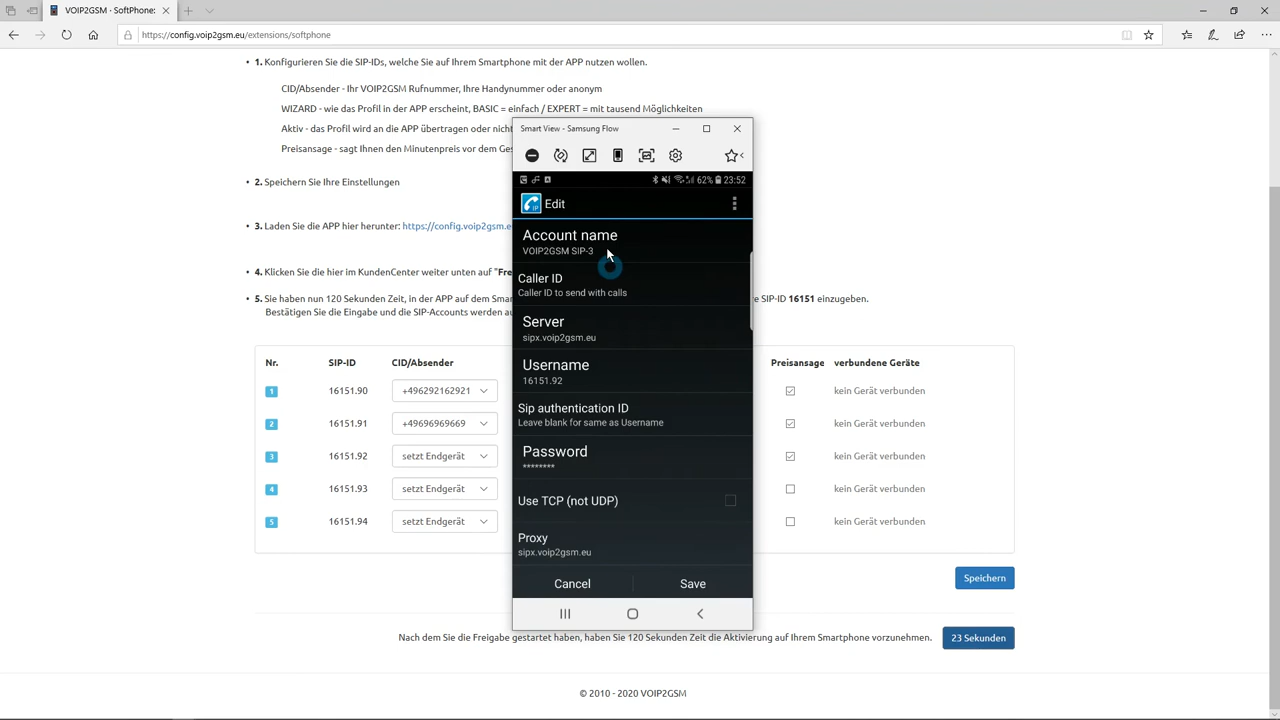 VOIP2GSM - SoftPhone:
https://config.voip2gsm.eu/extensions/softphone
• 1. Konfigurieren Sie die SIP-IDs, welche Sie auf Ihrem Smartphone mit der APP nutzen wollen.
CID/Absender - Ihr VOIP2GSM Rufnummer, Ihre Handynummer oder anonym
WIZARD - wie das Profil in der APP erscheint, BASIC = einfach / EXPERT = mit tausend Möglichkeiten
Aktiv - das Profil wird an die APP übertragen oder nicht
Preisansage - sagt Ihnen den Minutenpreis vor dem Ges
• 2. Speichern Sie Ihre Einstellungen
• 3. Laden Sie die APP hier herunter: https://config.voip2gsm.e
• 4. Klicken Sie die hier im KundenCenter weiter unten auf "Fre
• 5. Sie haben nun 120 Sekunden Zeit, in der APP auf dem Smar
e SIP-ID 16151 einzugeben.
Bestätigen Sie die Eingabe und die SIP-Accounts werden au
Smart View - Samsung Flow
62% 23:52
Edit
Account name
VOIP2GSM SIP-3
Caller ID
Caller ID to send with calls
Server
sipx.voip2gsm.eu
Username
16151.92
Sip authentication ID
Leave blank for same as Username
Password
********
Use TCP (not UDP)
Proxy
sipx.voip2gsm.eu
Cancel Save
Nr. SIP-ID CID/Absender Preisansage verbundene Geräte
1 16151.90 +496292162921 kein Gerät verbunden
2 16151.91 +49696969669 kein Gerät verbunden
3 16151.92 setzt Endgerät kein Gerät verbunden
4 16151.93 setzt Endgerät kein Gerät verbunden
5 16151.94 setzt Endgerät kein Gerät verbunden
Speichern
Nach dem Sie die Freigabe gestartet haben, haben Sie 120 Sekunden Zeit die Aktivierung auf Ihrem Smartphone vorzunehmen. 23 Sekunden
© 2010 - 2020 VOIP2GSM